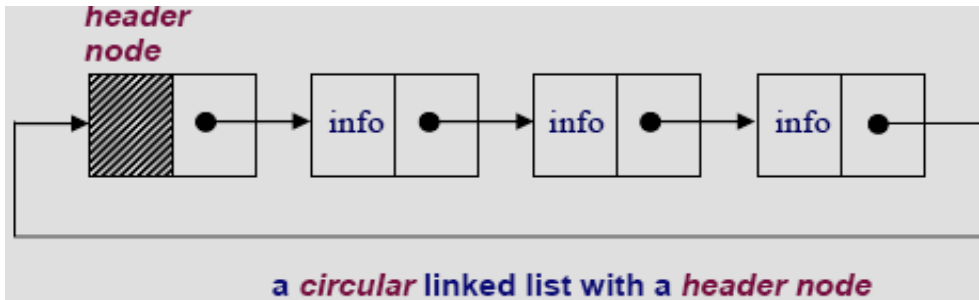 header
node
info info info
a circular linked list with a header node